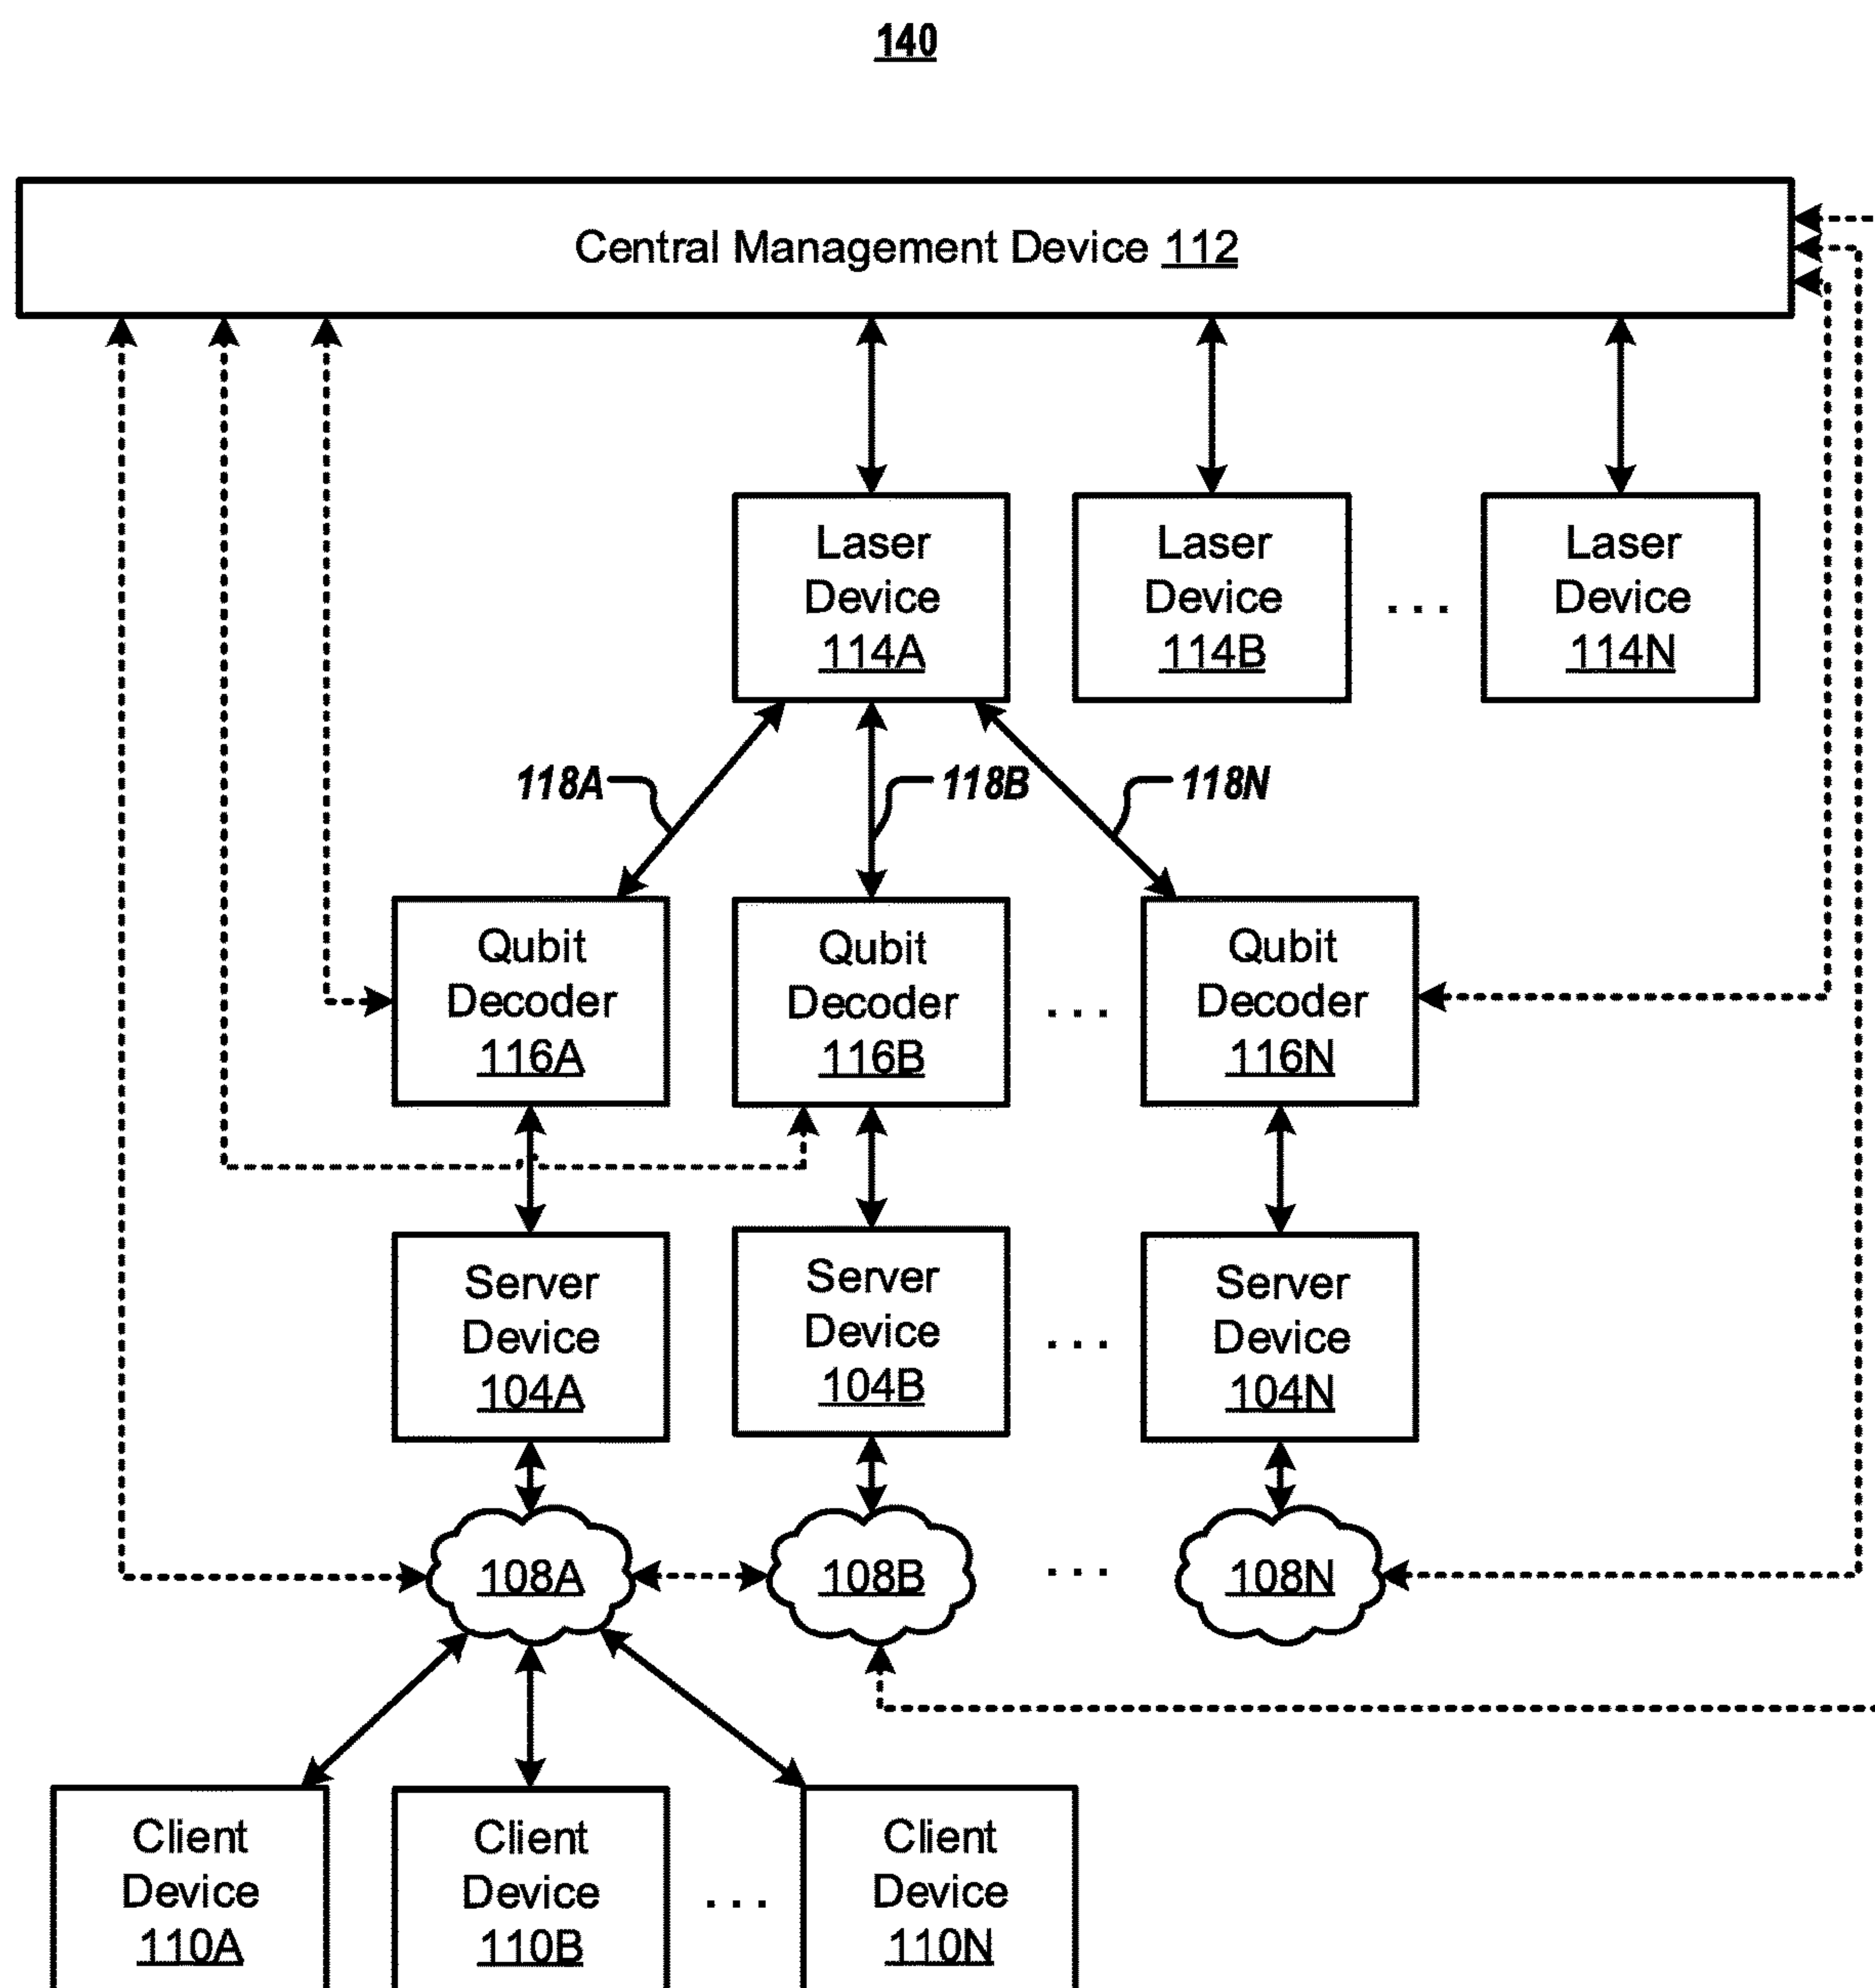 140
Central Management Device 112
Laser
Device
114A
Laser
Device
114B
. . .
Laser
Device
114N
118A
118B
118N
Qubit
Decoder
116A
Qubit
Decoder
116B
. . .
Qubit
Decoder
116N
Server
Device
104A
Server
Device
104B
. . .
Server
Device
104N
108A
108B
. . .
108N
Client
Device
110A
Client
Device
110B
. . .
Client
Device
110N